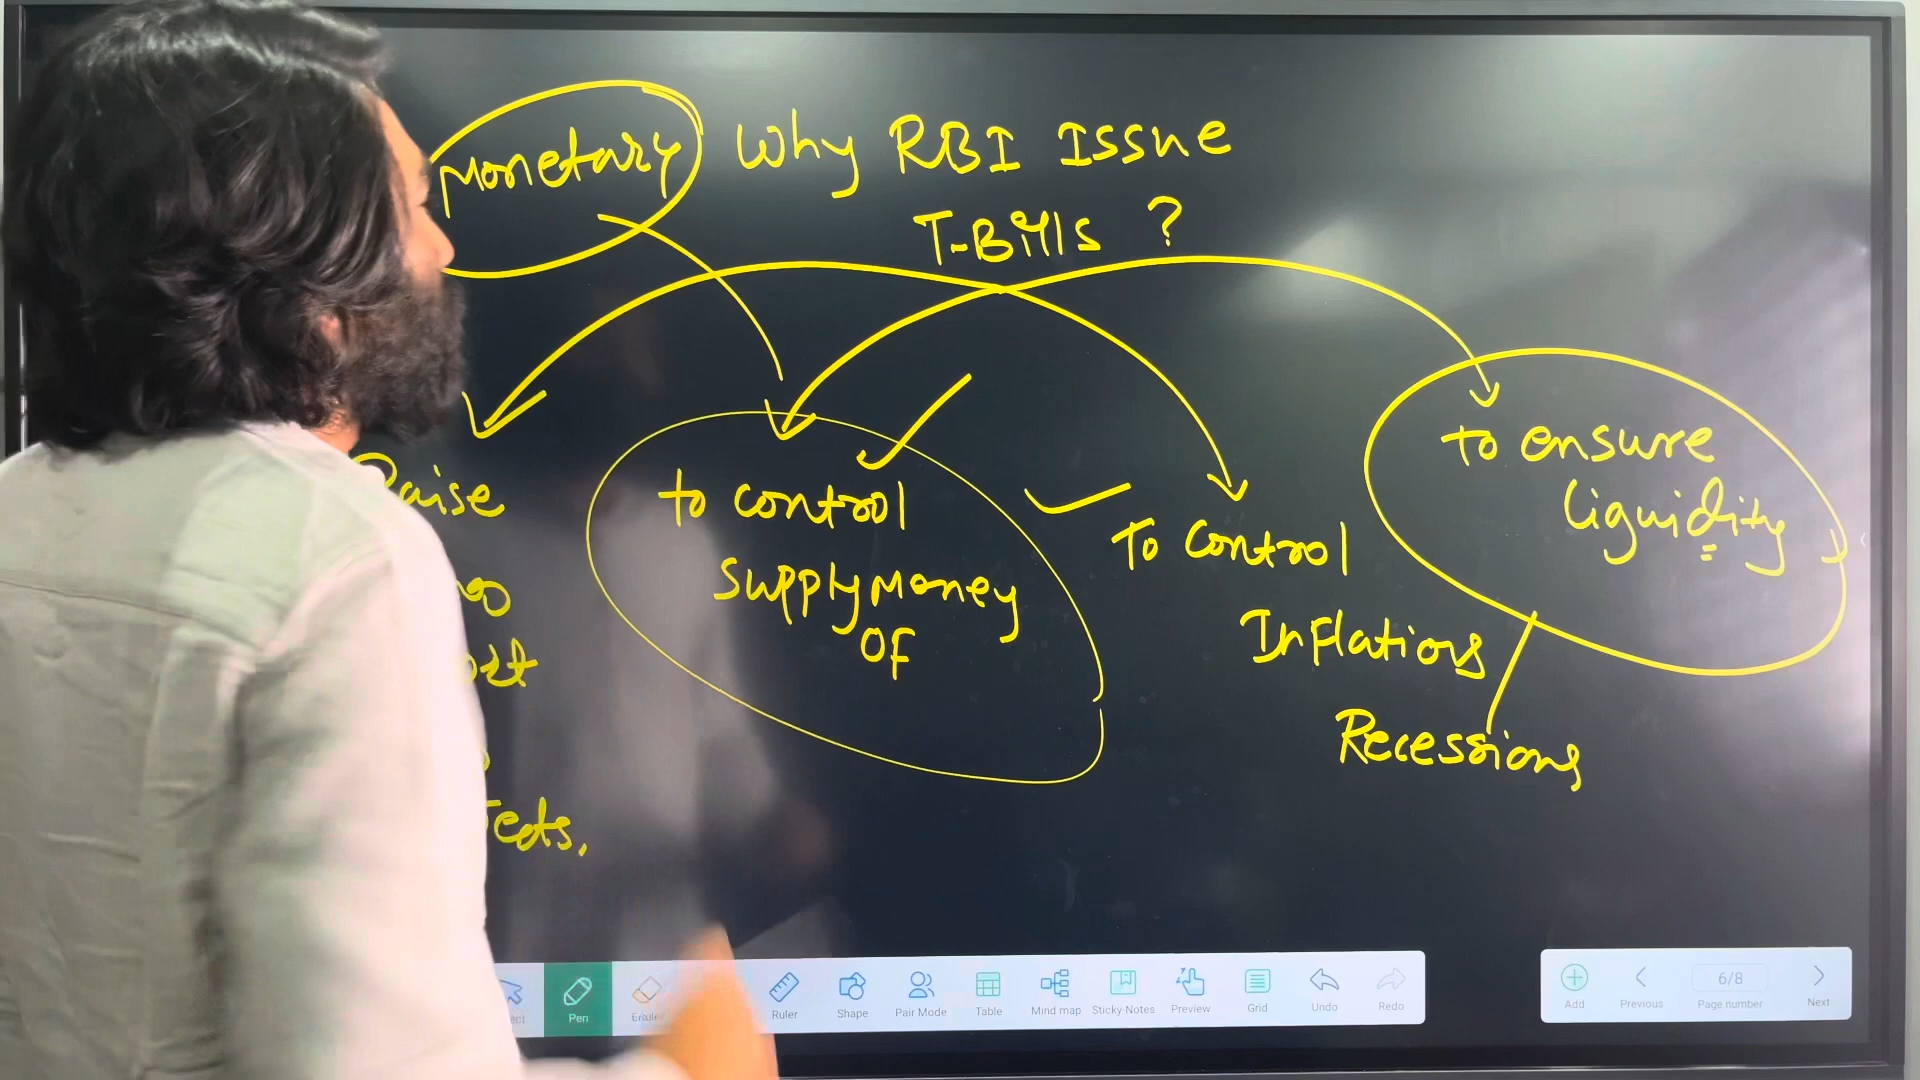 Monetary Why RBI Issue
T-Bills ?
Raise
to control
supply money
OF
To control
Inflations
Recessions
to ensure
liquidity
Pen
Eraser
Ruler
Shape
Pair Mode
Table
Mind map
Sticky-Notes
Preview
Grid
Undo
Redo
Add
Previous
6/8
Page number
Next